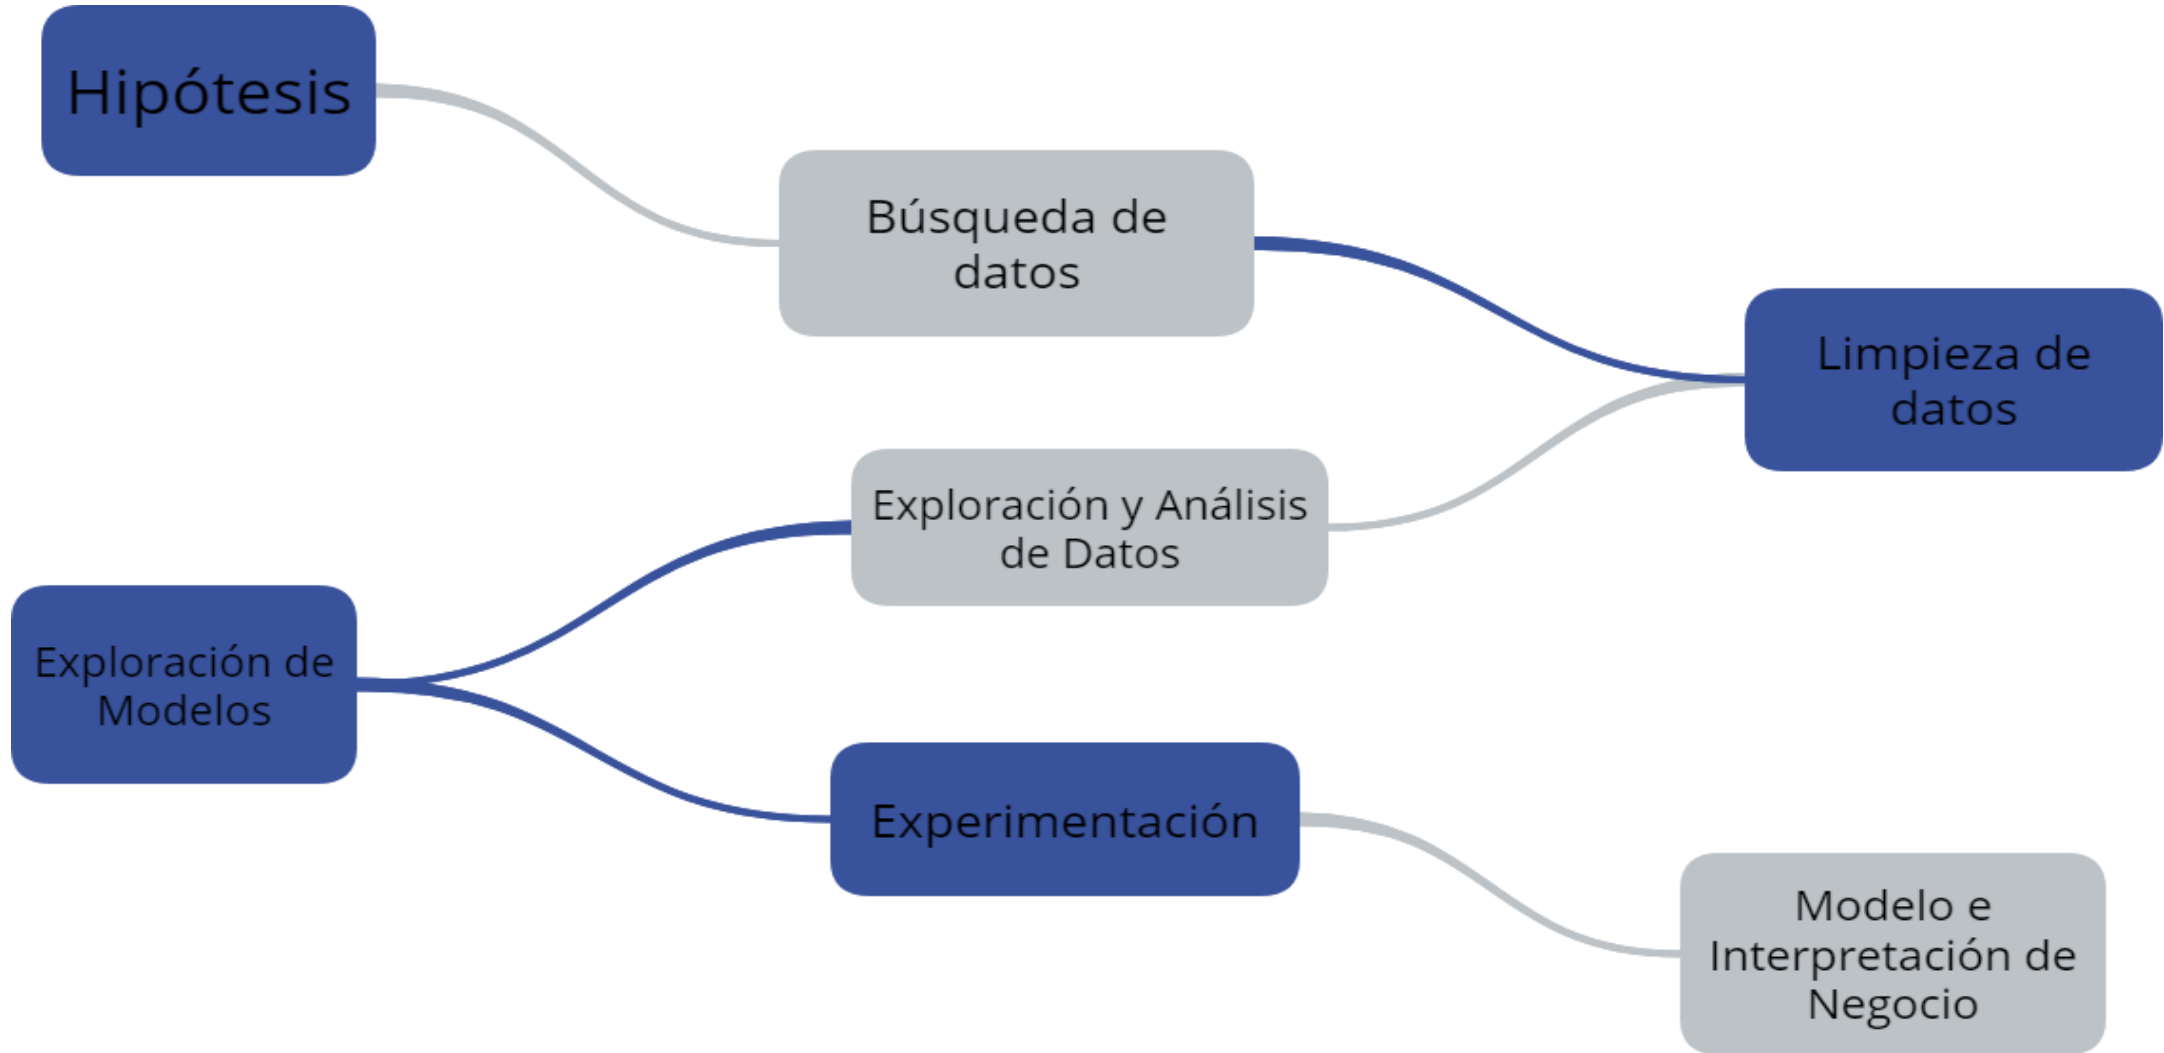 Hipótesis
Búsqueda de
datos
Limpieza de
datos
Exploración y Análisis
de Datos
Exploración de
Modelos
Experimentación
Modelo e
Interpretación de
Negocio